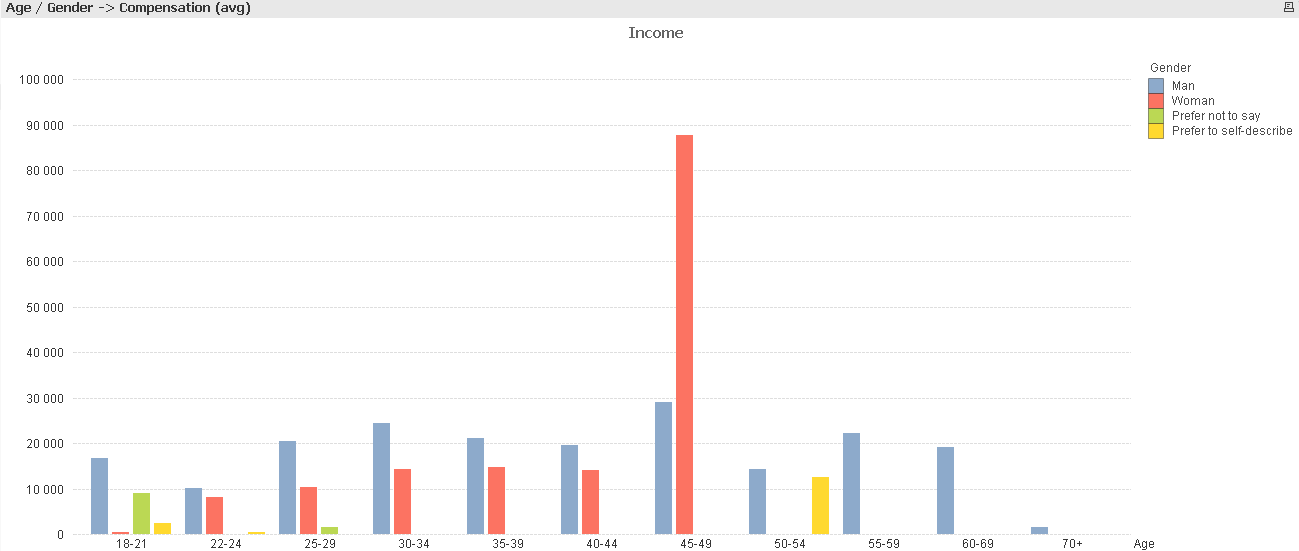 Age / Gender -> Compensation (avg)
Income
Gender
Man
Woman
Prefer not to say
Prefer to self-describe
100 000
90 000
80 000
70 000
60 000
50 000
40 000
30 000
20 000
10 000
0
18-21 22-24 25-29 30-34 35-39 40-44 45-49 50-54 55-59 60-69 70+ Age